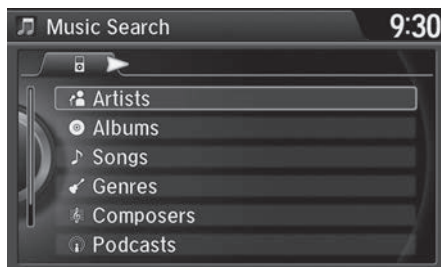 Music Search 9:30
Artists
Albums
Songs
Genres
Composers
Podcasts